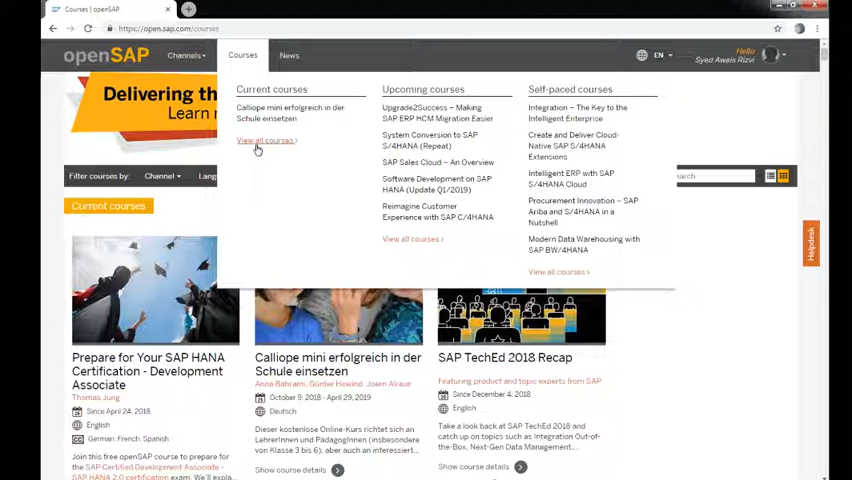 Courses | openSAP
https://open.sap.com/courses
openSAP
Channels
Courses
News
EN
Hello
Syed Awais Rizvi
Delivering th
Learn
Current courses
Calliope mini erfolgreich in der
Schule einsetzen
View all courses ›
Upcoming courses
Upgrade2Success – Making
SAP ERP HCM Migration Easier
System Conversion to SAP
S/4HANA (Repeat)
SAP Sales Cloud – An Overview
Software Development on SAP
HANA (Update Q1/2019)
Reimagine Customer
Experience with SAP C/4HANA
View all courses ›
Self-paced courses
Integration – The Key to the
Intelligent Enterprise
Create and Deliver Cloud-
Native SAP S/4HANA
Extensions
Intelligent ERP with SAP
S/4HANA Cloud
Procurement Innovation – SAP
Ariba and S/4HANA in a
Nutshell
Modern Data Warehousing with
SAP BW/4HANA
View all courses ›
Filter courses by:
Channel
Lang
earch
Helpdesk
Current courses
Prepare for Your SAP HANA
Certification - Development
Associate
Thomas Jung
Since April 24, 2018
English
CC German, French, Spanish
Join this free openSAP course to prepare for
the SAP Certified Development Associate -
SAP HANA 2.0 certification exam. We'll expla
Calliope mini erfolgreich in der
Schule einsetzen
Anna Bahrami, Günter Howind, Joern Alraun
October 9, 2018 - April 29, 2019
Deutsch
Dieser kostenlose Online-Kurs richtet sich an
LehrerInnen und PädagogInnen (insbesondere
von Klasse 3 bis 6), aber auch an interessiert...
Show course details
SAP TechEd 2018 Recap
Featuring product and topic experts from SAP
Since December 4, 2018
English
Take a look back at SAP TechEd 2018 and
catch up on topics such as Integration Out-of-
the-Box, Next-Gen Data Management...
Show course details